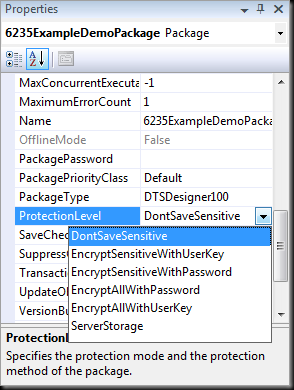 Properties
6235ExampleDemoPackage Package
MaxConcurrentExecuta -1
MaximumErrorCount 1
Name 6235ExampleDemoPacka
OfflineMode False
PackagePassword
PackagePriorityClass Default
PackageType DTSDesigner100
ProtectionLevel DontSaveSensitive
SaveChec
DontSaveSensitive
Suppress
EncryptSensitiveWithUserKey
Transactio
EncryptSensitiveWithPassword
UpdateO
EncryptAllWithPassword
VersionBu
EncryptAllWithUserKey
ServerStorage
ProtectionL
Specifies the protection mode and the protection
method of the package.